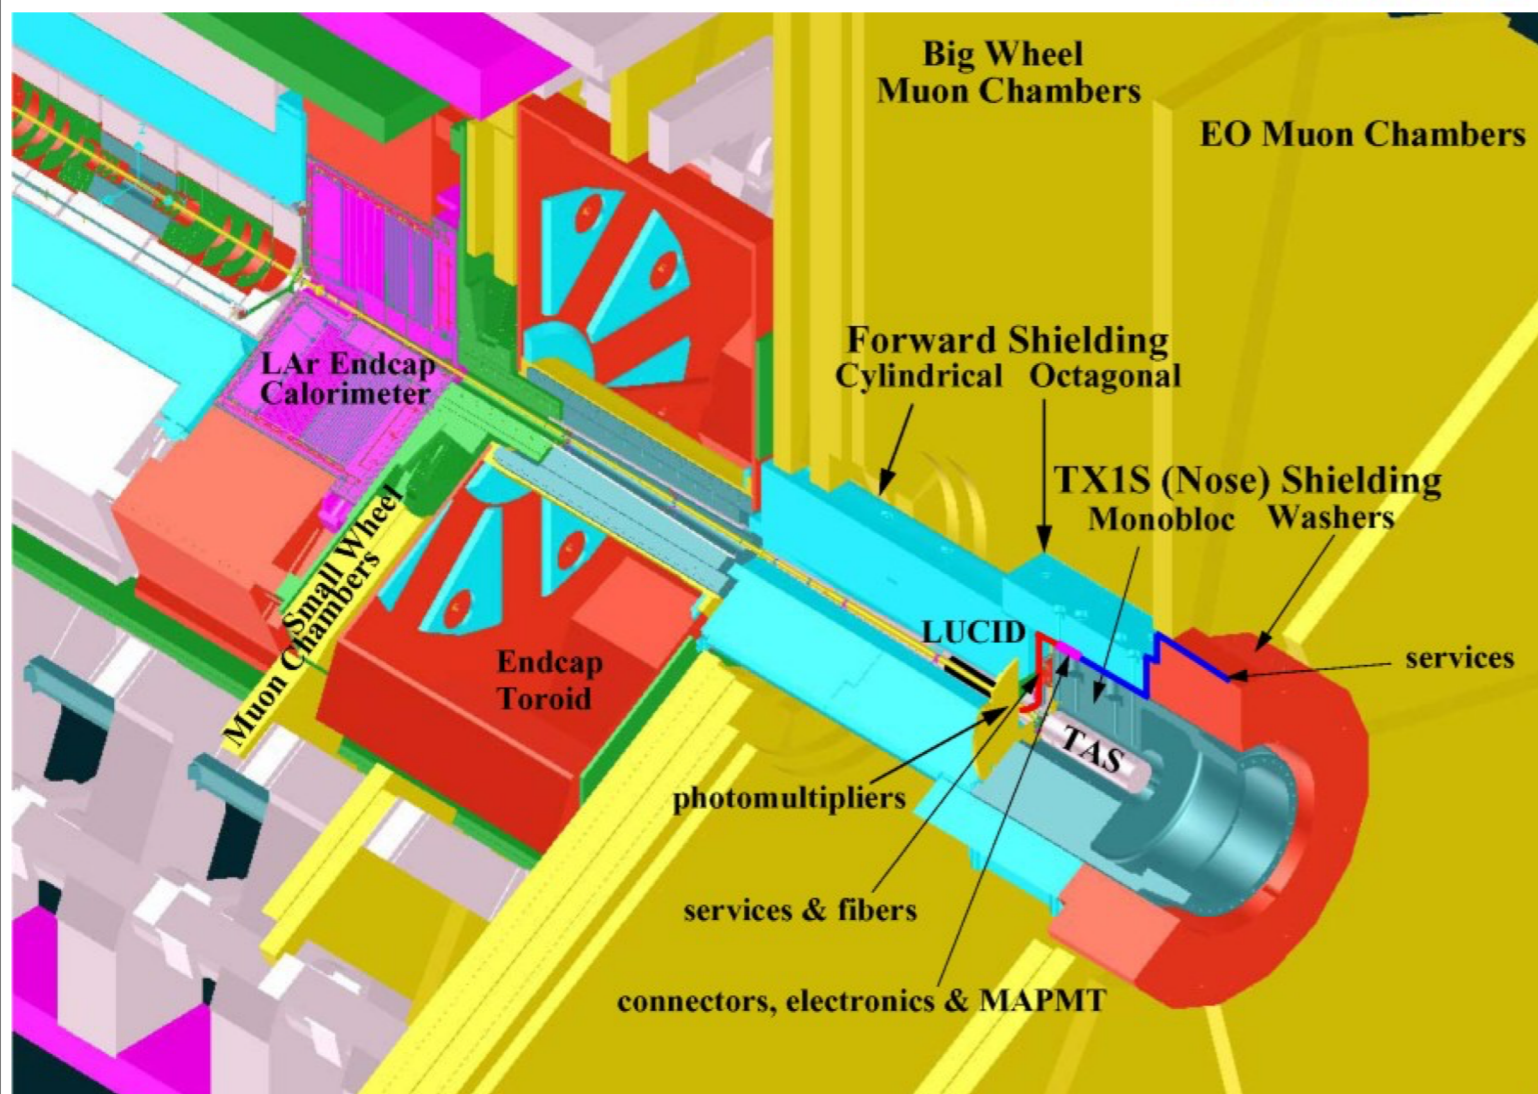 Big Wheel
Muon Chambers
EO Muon Chambers
Forward Shielding
Cylindrical Octagonal
LAr Endcap
Calorimeter
TX1S (Nose) Shielding
Monobloc Washers
Small Wheel
Muon Chambers
LUCID
services
Endcap
Toroid
TAS
photomultipliers
services & fibers
connectors, electronics & MAPMT